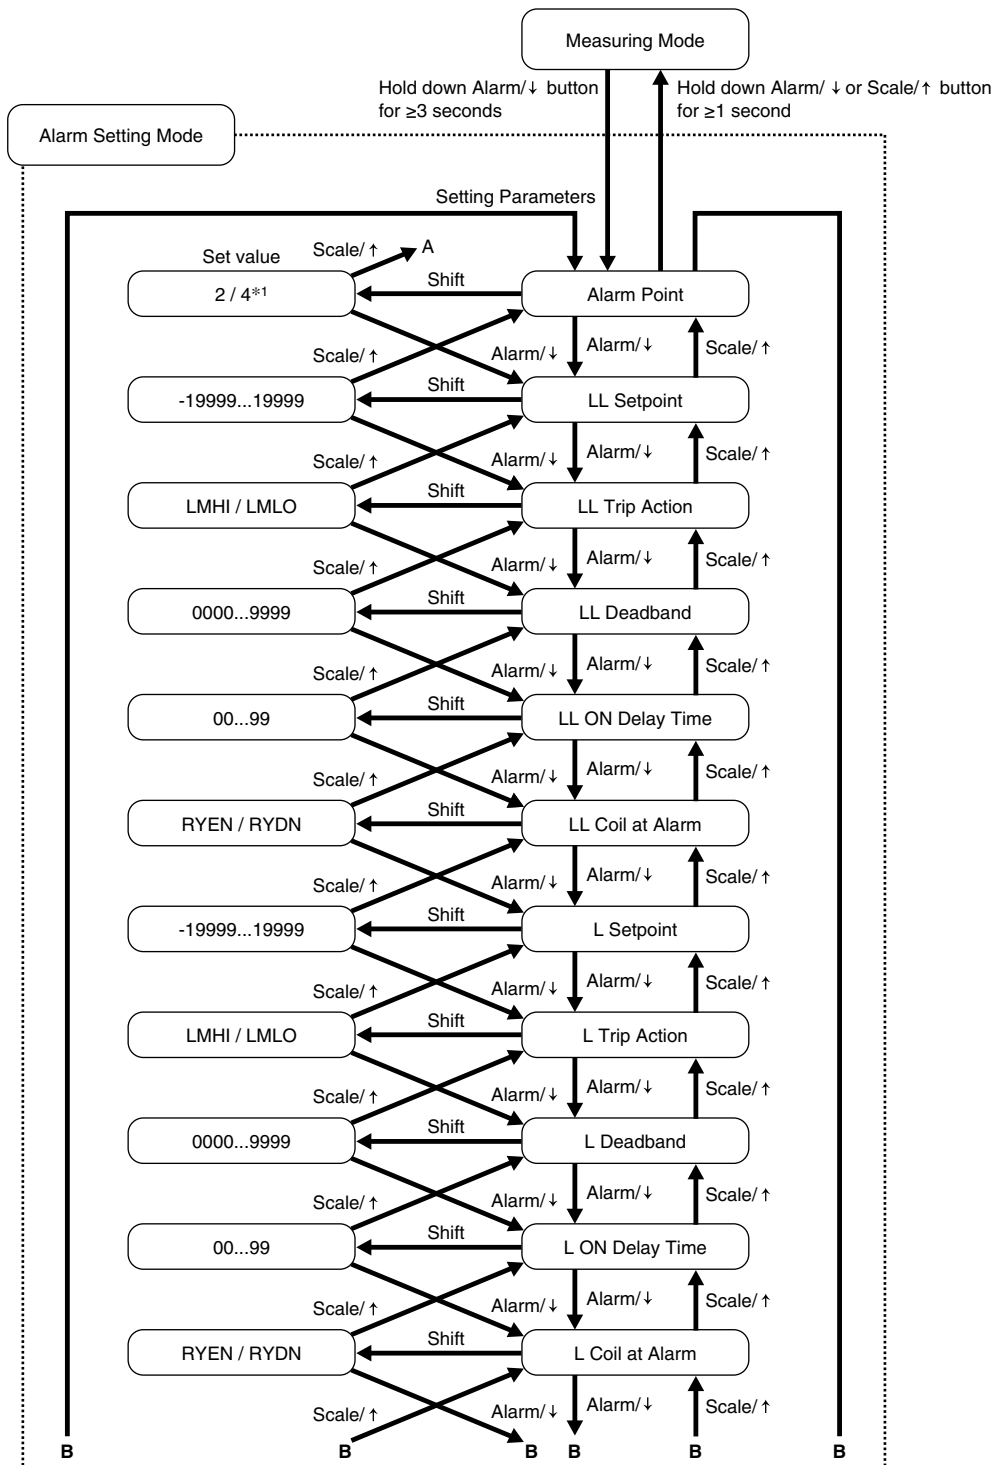 Measuring Mode
Hold down Alarm/↓ button
for ≥3 seconds
Hold down Alarm/ ↓ or Scale/↑ button
for ≥1 second
Alarm Setting Mode
Setting Parameters
Set value
Scale/ ↑
A
2 / 4*1
Shift
Alarm Point
Scale/ ↑
Alarm/↓
Alarm/↓
Scale/ ↑
-19999...19999
Shift
LL Setpoint
Scale/ ↑
Alarm/↓
Alarm/↓
Scale/ ↑
LMHI / LMLO
Shift
LL Trip Action
Scale/ ↑
Alarm/↓
Alarm/↓
Scale/ ↑
0000...9999
Shift
LL Deadband
Scale/ ↑
Alarm/↓
Alarm/↓
Scale/ ↑
00...99
Shift
LL ON Delay Time
Scale/ ↑
Alarm/↓
Alarm/↓
Scale/ ↑
RYEN / RYDN
Shift
LL Coil at Alarm
Scale/ ↑
Alarm/↓
Alarm/↓
Scale/ ↑
-19999...19999
Shift
L Setpoint
Scale/ ↑
Alarm/↓
Alarm/↓
Scale/ ↑
LMHI / LMLO
Shift
L Trip Action
Scale/ ↑
Alarm/↓
Alarm/↓
Scale/ ↑
0000...9999
Shift
L Deadband
Scale/ ↑
Alarm/↓
Alarm/↓
Scale/ ↑
00...99
Shift
L ON Delay Time
Scale/ ↑
Alarm/↓
Alarm/↓
Scale/ ↑
RYEN / RYDN
Shift
L Coil at Alarm
Scale/ ↑
Alarm/↓
Alarm/↓
Scale/ ↑
B
B
B
B
B
B